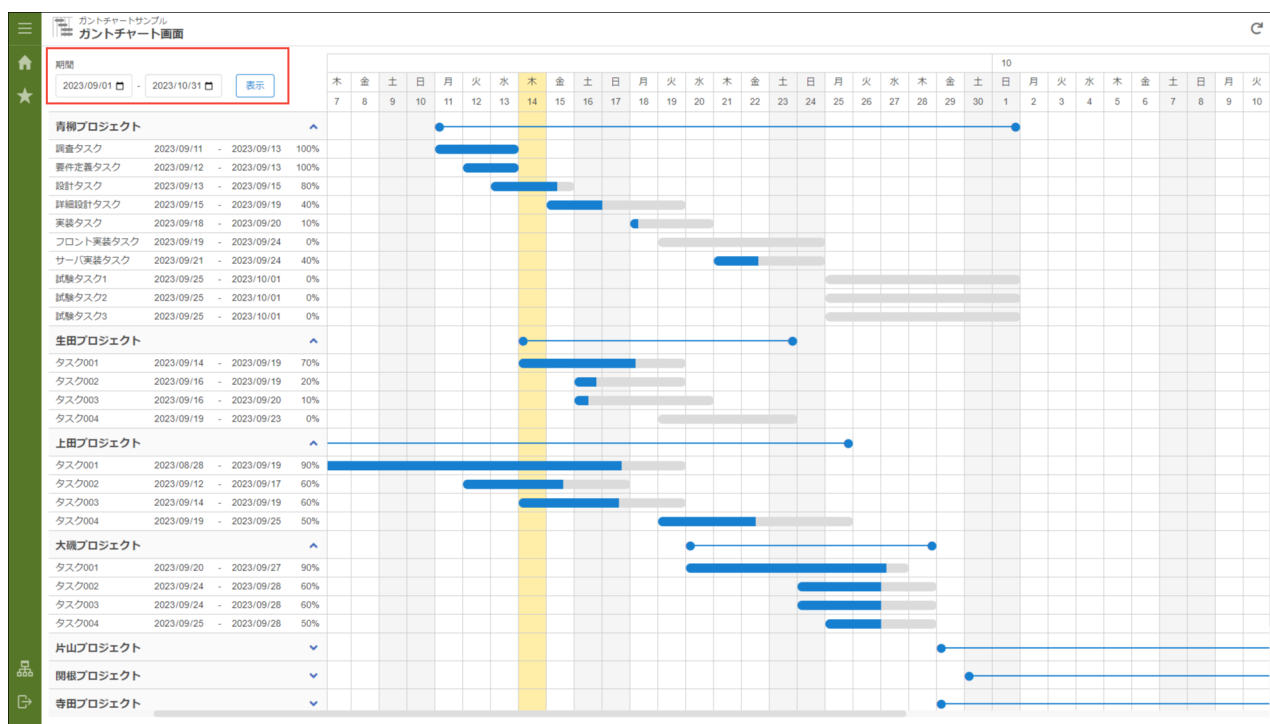 ガントチャートサンプル
ガントチャート画面
期間
2023/09/01 - 2023/10/31 表示
10
木 金 土 日 月 火 水 木 金 土 日 月 火 水 木 金 土 日 月 火 水 木 金 土 日 月 火 水 木 金 土 日 月 火
7 8 9 10 11 12 13 14 15 16 17 18 19 20 21 22 23 24 25 26 27 28 29 30 1 2 3 4 5 6 7 8 9 10
青柳プロジェクト
調査タスク 2023/09/11 - 2023/09/13 100%
要件定義タスク 2023/09/12 - 2023/09/13 100%
設計タスク 2023/09/13 - 2023/09/15 80%
詳細設計タスク 2023/09/15 - 2023/09/19 40%
実装タスク 2023/09/18 - 2023/09/20 10%
フロント実装タスク 2023/09/19 - 2023/09/24 0%
サーバ実装タスク 2023/09/21 - 2023/09/24 40%
試験タスク1 2023/09/25 - 2023/10/01 0%
試験タスク2 2023/09/25 - 2023/10/01 0%
試験タスク3 2023/09/25 - 2023/10/01 0%
生田プロジェクト
タスク001 2023/09/14 - 2023/09/19 70%
タスク002 2023/09/16 - 2023/09/19 20%
タスク003 2023/09/16 - 2023/09/20 10%
タスク004 2023/09/19 - 2023/09/23 0%
上田プロジェクト
タスク001 2023/08/28 - 2023/09/19 90%
タスク002 2023/09/12 - 2023/09/17 60%
タスク003 2023/09/14 - 2023/09/19 60%
タスク004 2023/09/19 - 2023/09/25 50%
大磯プロジェクト
タスク001 2023/09/20 - 2023/09/27 90%
タスク002 2023/09/24 - 2023/09/28 60%
タスク003 2023/09/24 - 2023/09/28 60%
タスク004 2023/09/25 - 2023/09/28 50%
片山プロジェクト
関根プロジェクト
寺田プロジェクト